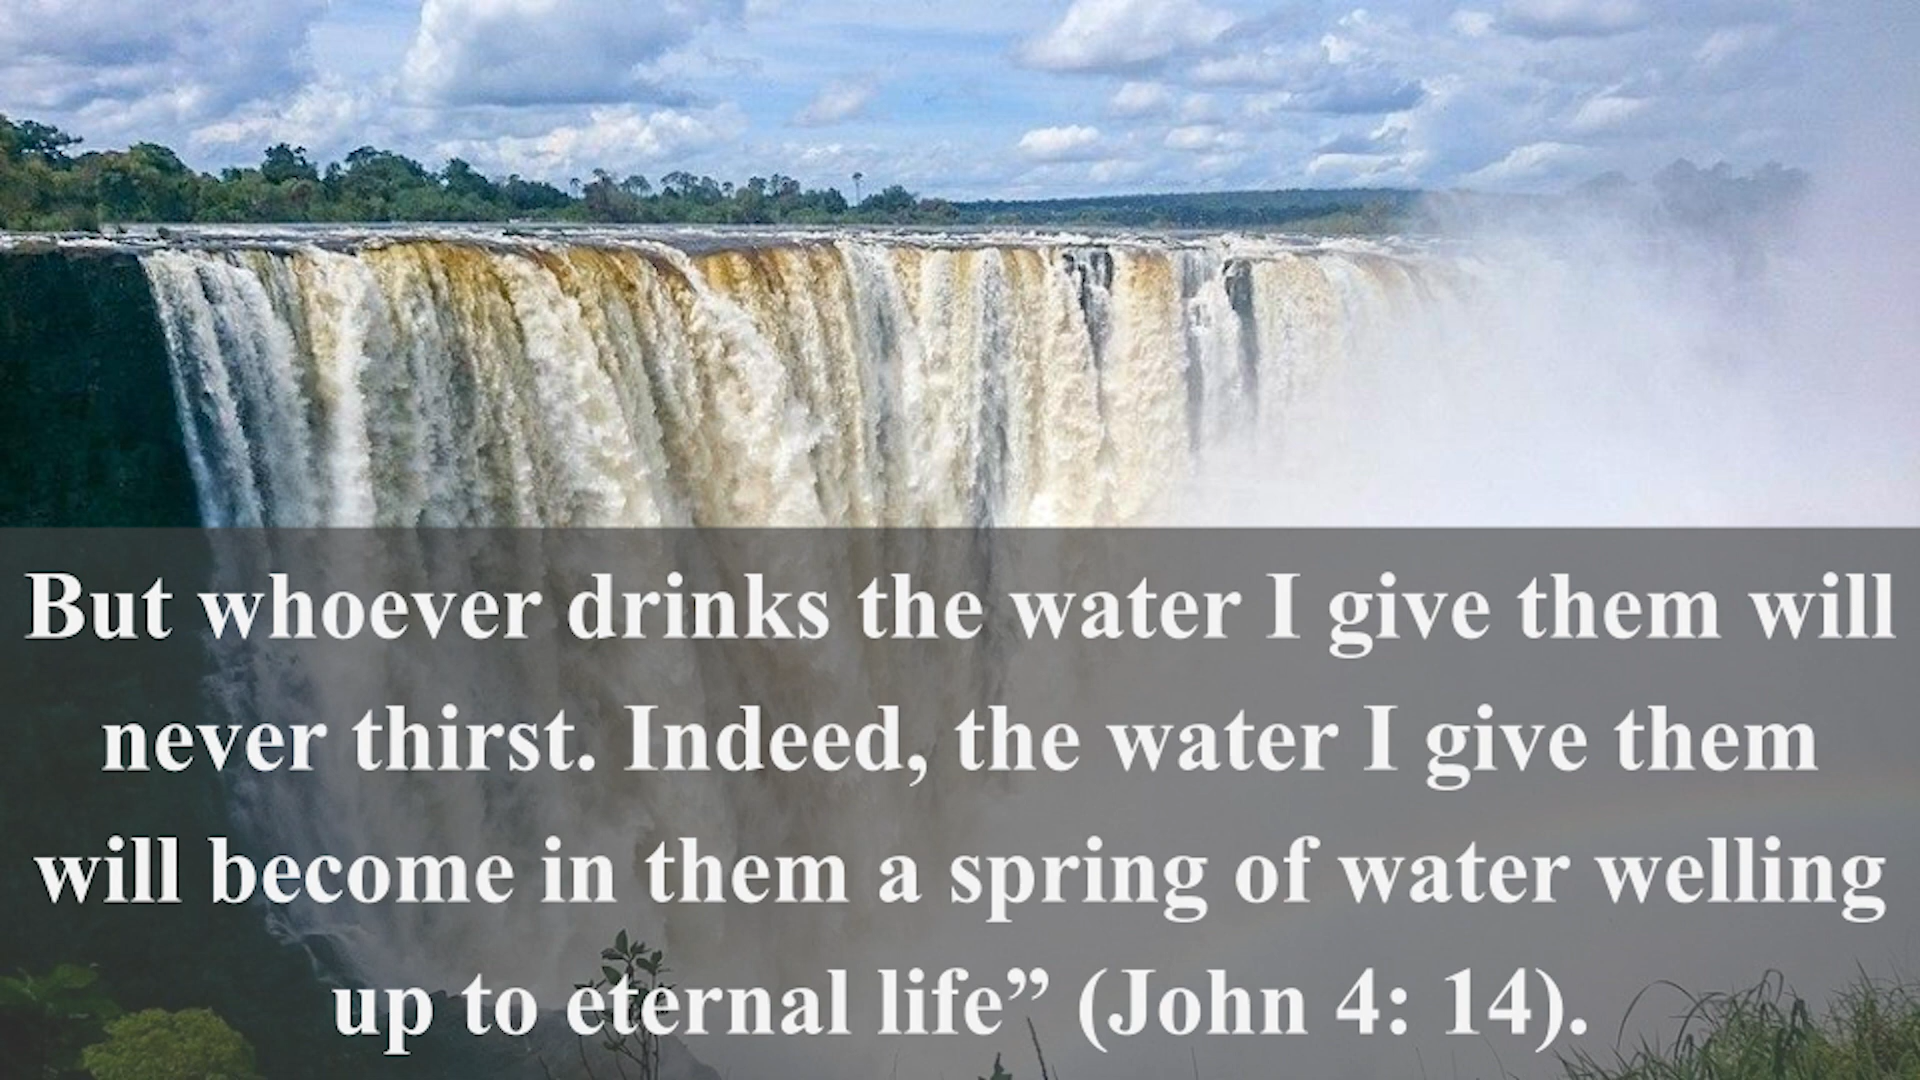 But whoever drinks the water I give them will
never thirst. Indeed, the water I give them
will become in them a spring of water welling
up to eternal life” (John 4: 14).